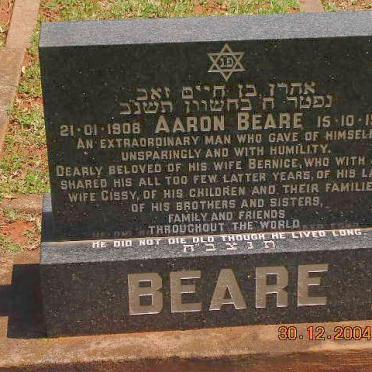 אהרון בן חיים זאב
נפטר ח׳ בחשון תשנ״ב
21·01·1908 AARON BEARE 15·10·19
AN EXTRAORDINARY MAN WHO GAVE OF HIMSELF
UNSPARINGLY AND WITH HUMILITY.
DEARLY BELOVED OF HIS WIFE BERNICE, WHO WITH
SHARED HIS ALL TOO FEW LATTER YEARS, OF HIS LA
WIFE CISSY, OF HIS CHILDREN AND THEIR FAMILIE
OF HIS BROTHERS AND SISTERS,
FAMILY AND FRIENDS
THROUGHOUT THE WORLD
HE DID NOT DIE OLD THOUGH HE LIVED LONG
תנצבה
BEARE
30.12.2004